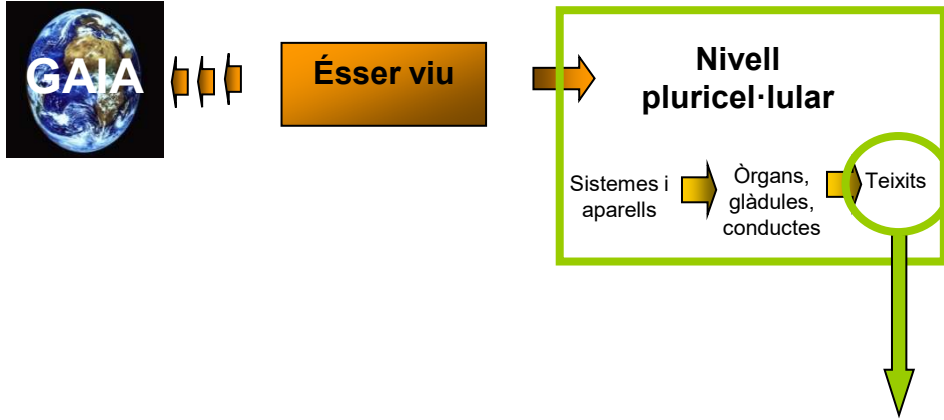 GAIA
Ésser viu
Nivell
pluricel·lular
Sistemes i
aparells
Òrgans,
glàdules,
conductes
Teixits